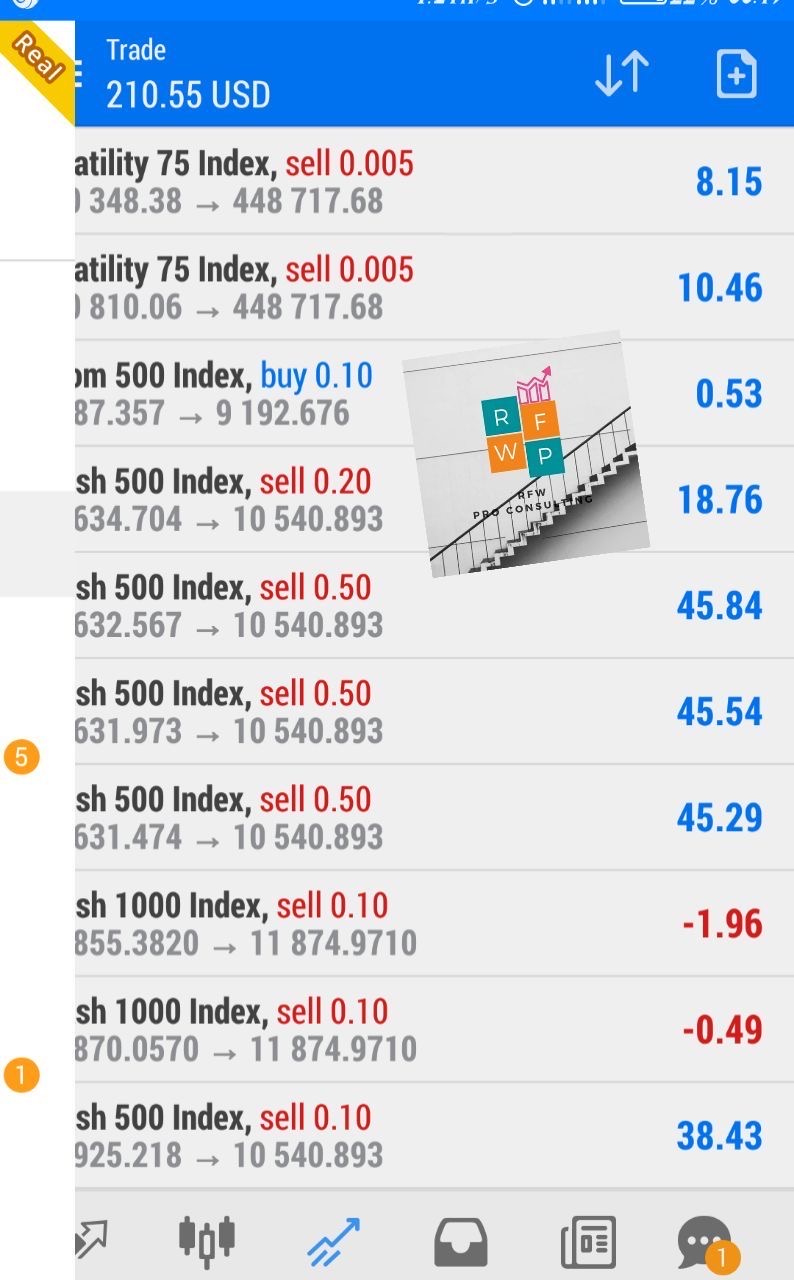 Real
Trade
210.55 USD
atility 75 Index, sell 0.005
348.38 → 448 717.68
8.15
atility 75 Index, sell 0.005
810.06 → 448 717.68
10.46
om 500 Index, buy 0.10
87.357 → 9 192.676
0.53
sh 500 Index, sell 0.20
634.704 → 10 540.893
18.76
sh 500 Index, sell 0.50
632.567 → 10 540.893
45.84
sh 500 Index, sell 0.50
631.973 → 10 540.893
45.54
sh 500 Index, sell 0.50
631.474 → 10 540.893
45.29
sh 1000 Index, sell 0.10
855.3820 → 11 874.9710
-1.96
sh 1000 Index, sell 0.10
870.0570 → 11 874.9710
-0.49
sh 500 Index, sell 0.10
925.218 → 10 540.893
38.43
R F
W P
RFW
PRO CONSULTING
5
1
1